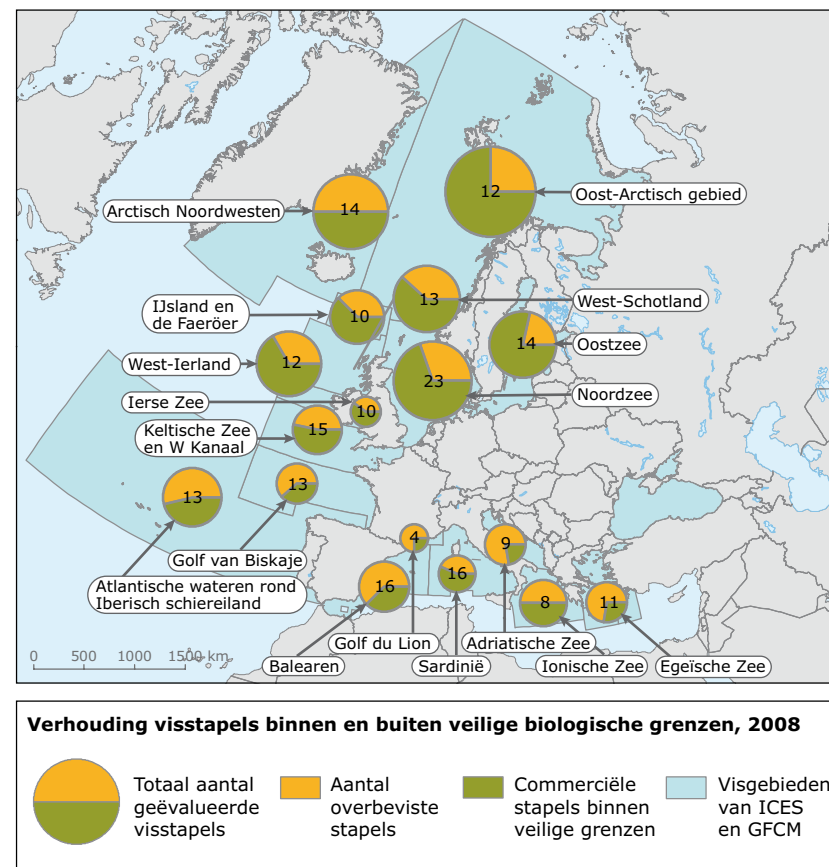 12
Oost-Arctisch gebied
Arctisch Noordwesten
14
IJsland en
de Faeröer
10
13
West-Schotland
West-Ierland
12
14
Oostzee
Ierse Zee
10
23
Noordzee
Keltische Zee
en W Kanaal
15
13
13
Golf van Biskaje
Atlantische wateren rond
Iberisch schiereiland
4
9
16
16
8
11
Golf du Lion
Adriatische Zee
Balearen
Sardinië
Ionische Zee
Egeïsche Zee
0 500 1000 1500 km
Verhouding visstapels binnen en buiten veilige biologische grenzen, 2008
Totaal aantal
geëvalueerde
visstapels
Aantal
overbeviste
stapels
Commerciële
stapels binnen
veilige grenzen
Visgebieden
van ICES
en GFCM